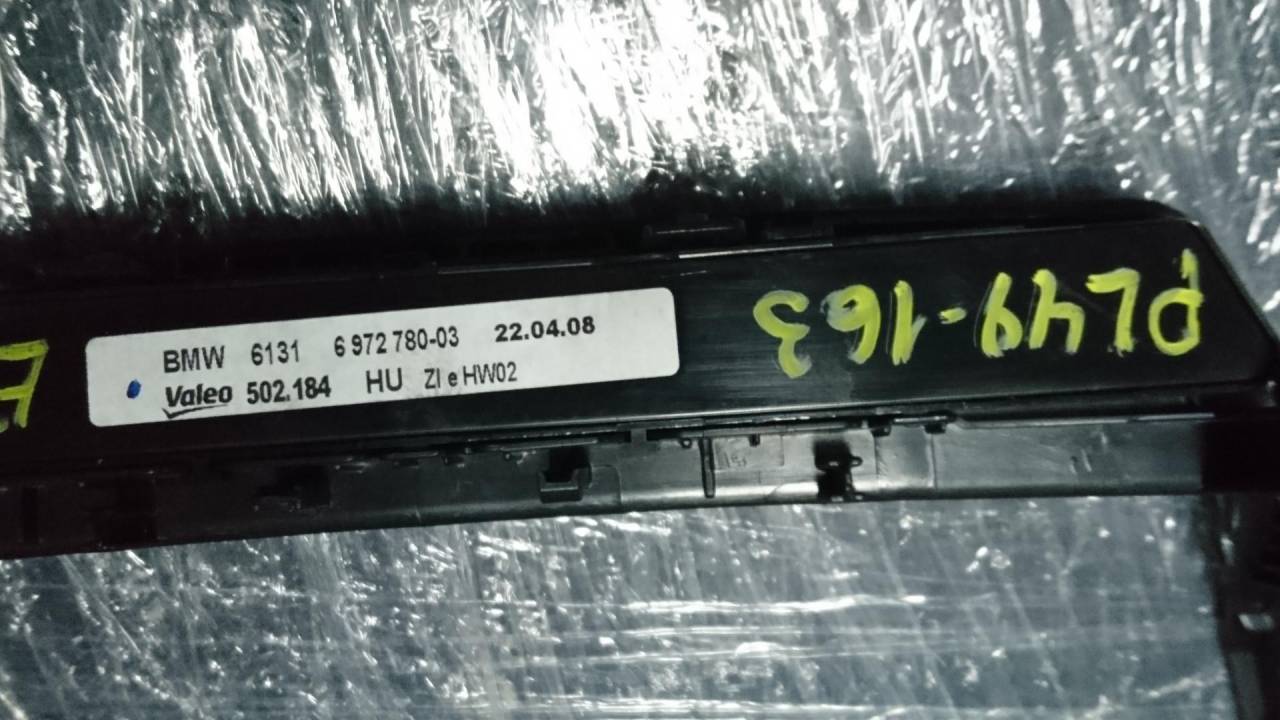 BMW 6131 6 972 780-03 22.04.08
Valeo 502.184 HU ZI e HW02
PL49-163